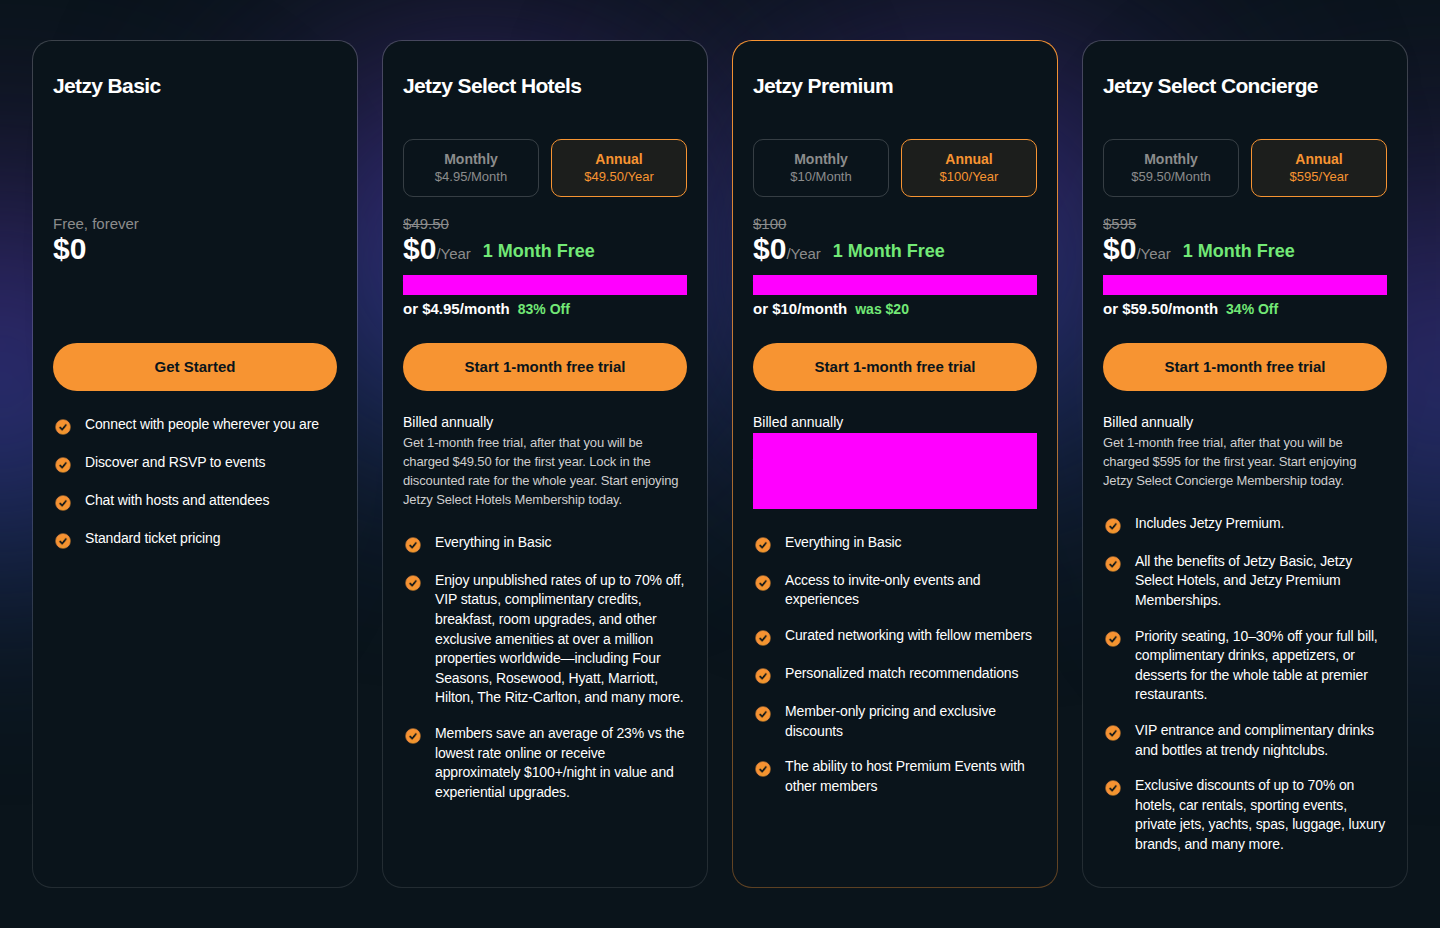 Jetzy Basic
Free, forever
$0
Get Started
Connect with people wherever you are
Discover and RSVP to events
Chat with hosts and attendees
Standard ticket pricing
Jetzy Select Hotels
Monthly
$4.95/Month
Annual
$49.50/Year
$49.50
$0/Year 1 Month Free
or $4.95/month 83% Off
Start 1-month free trial
Billed annually
Get 1-month free trial, after that you will be
charged $49.50 for the first year. Lock in the
discounted rate for the whole year. Start enjoying
Jetzy Select Hotels Membership today.
Everything in Basic
Enjoy unpublished rates of up to 70% off,
VIP status, complimentary credits,
breakfast, room upgrades, and other
exclusive amenities at over a million
properties worldwide—including Four
Seasons, Rosewood, Hyatt, Marriott,
Hilton, The Ritz-Carlton, and many more.
Members save an average of 23% vs the
lowest rate online or receive
approximately $100+/night in value and
experiential upgrades.
Jetzy Premium
Monthly
$10/Month
Annual
$100/Year
$100
$0/Year 1 Month Free
or $10/month was $20
Start 1-month free trial
Billed annually
Everything in Basic
Access to invite-only events and
experiences
Curated networking with fellow members
Personalized match recommendations
Member-only pricing and exclusive
discounts
The ability to host Premium Events with
other members
Jetzy Select Concierge
Monthly
$59.50/Month
Annual
$595/Year
$595
$0/Year 1 Month Free
or $59.50/month 34% Off
Start 1-month free trial
Billed annually
Get 1-month free trial, after that you will be
charged $595 for the first year. Start enjoying
Jetzy Select Concierge Membership today.
Includes Jetzy Premium.
All the benefits of Jetzy Basic, Jetzy
Select Hotels, and Jetzy Premium
Memberships.
Priority seating, 10–30% off your full bill,
complimentary drinks, appetizers, or
desserts for the whole table at premier
restaurants.
VIP entrance and complimentary drinks
and bottles at trendy nightclubs.
Exclusive discounts of up to 70% on
hotels, car rentals, sporting events,
private jets, yachts, spas, luggage, luxury
brands, and many more.